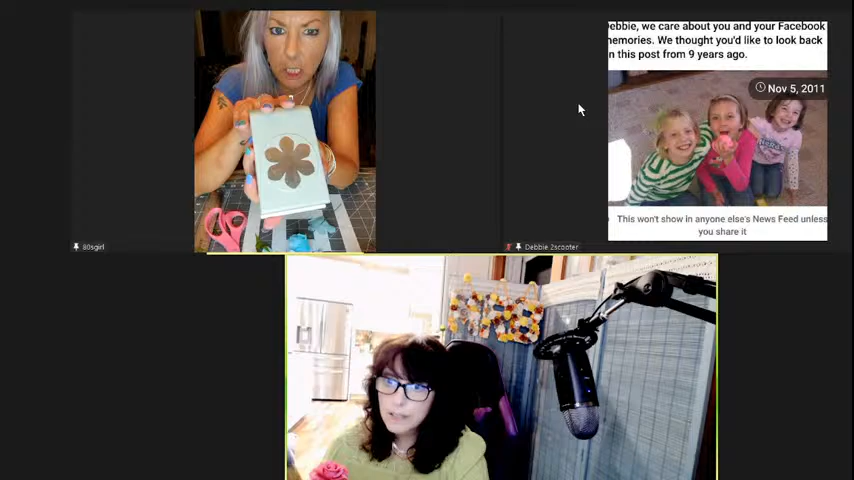 Debbie, we care about you and your Facebook
memories. We thought you'd like to look back
on this post from 9 years ago.
Nov 5, 2011
This won't show in anyone else's News Feed unless
you share it
80sgirl
Debbie 2scooter